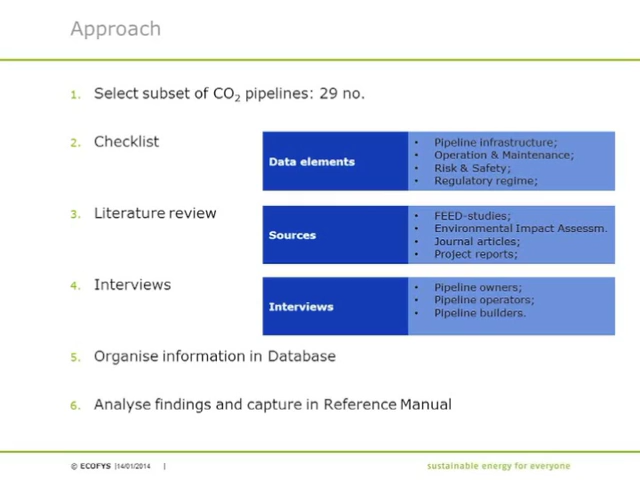 Approach
1. Select subset of CO₂ pipelines: 29 no.
2. Checklist
Data elements
• Pipeline infrastructure;
• Operation & Maintenance;
• Risk & Safety;
• Regulatory regime;
3. Literature review
Sources
• FEED-studies;
• Environmental Impact Assessm.
• Journal articles;
• Project reports;
4. Interviews
Interviews
• Pipeline owners;
• Pipeline operators;
• Pipeline builders.
5. Organise information in Database
6. Analyse findings and capture in Reference Manual
© ECOFYS |14/01/2014 |
sustainable energy for everyone